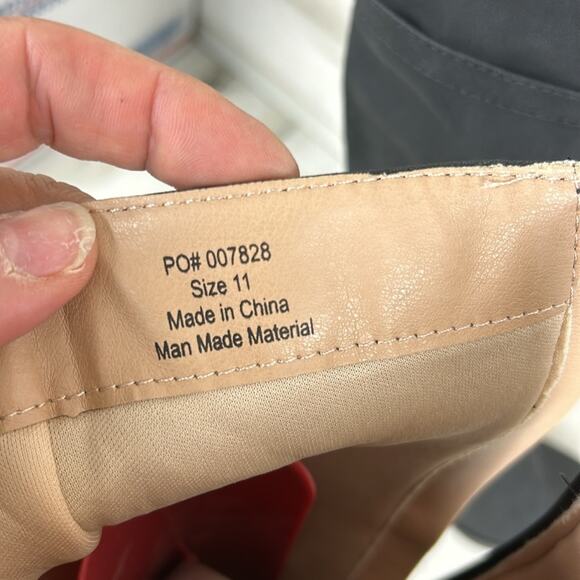 PO# 007828
Size 11
Made in China
Man Made Material